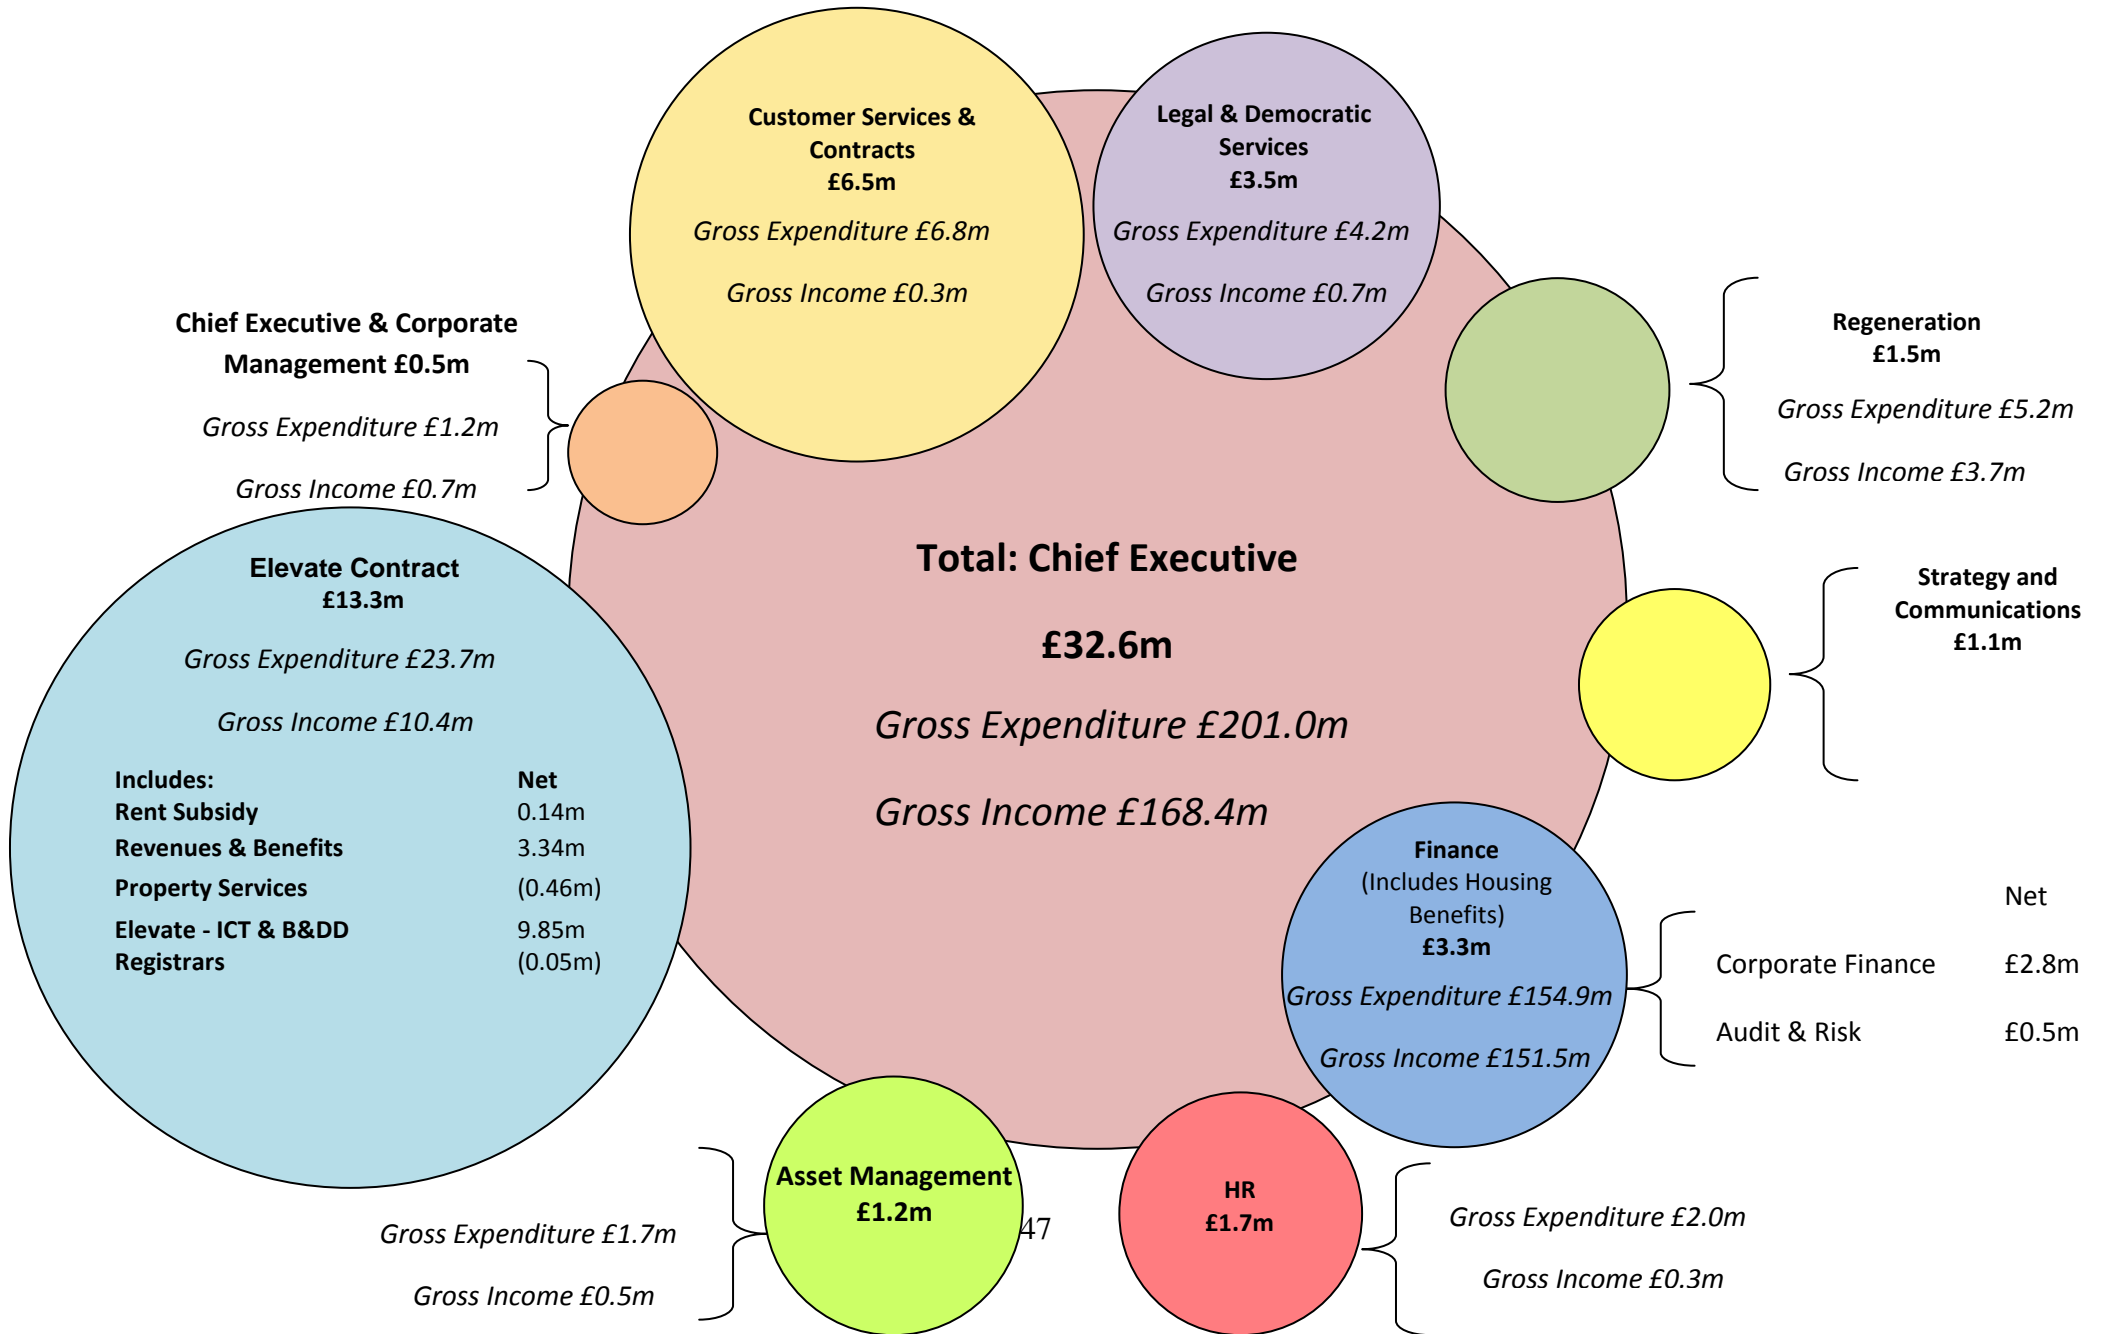 Customer Services &
Contracts
£6.5m
Gross Expenditure £6.8m
Gross Income £0.3m
Legal & Democratic
Services
£3.5m
Gross Expenditure £4.2m
Gross Income £0.7m
Chief Executive & Corporate
Management £0.5m
Gross Expenditure £1.2m
Gross Income £0.7m
Regeneration
£1.5m
Gross Expenditure £5.2m
Gross Income £3.7m
Total: Chief Executive
£32.6m
Gross Expenditure £201.0m
Gross Income £168.4m
Elevate Contract
£13.3m
Gross Expenditure £23.7m
Gross Income £10.4m
Includes: Net
Rent Subsidy 0.14m
Revenues & Benefits 3.34m
Property Services (0.46m)
Elevate - ICT & B&DD 9.85m
Registrars (0.05m)
Strategy and
Communications
£1.1m
Finance
(Includes Housing
Benefits)
£3.3m
Gross Expenditure £154.9m
Gross Income £151.5m
Net
Corporate Finance £2.8m
Audit & Risk £0.5m
Asset Management
£1.2m
Gross Expenditure £1.7m
Gross Income £0.5m
47
HR
£1.7m
Gross Expenditure £2.0m
Gross Income £0.3m